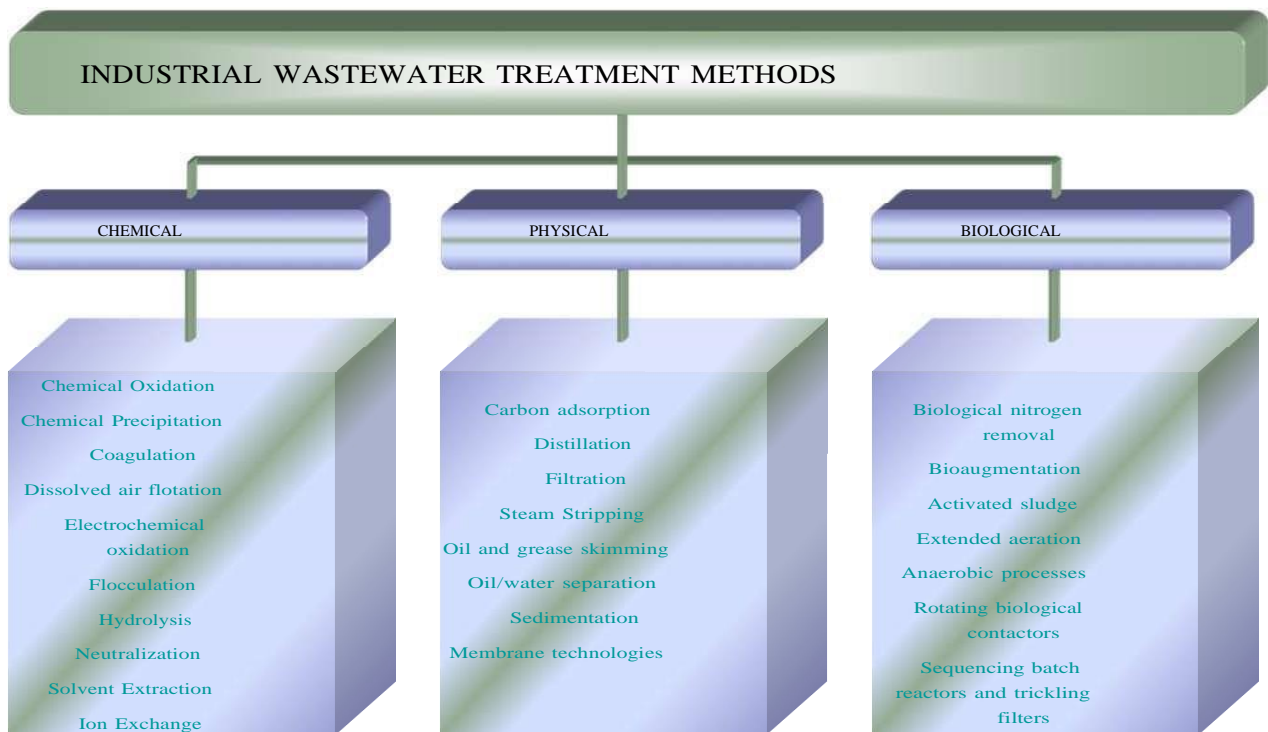 INDUSTRIAL WASTEWATER TREATMENT METHODS
CHEMICAL
Chemical Oxidation
Chemical Precipitation
Coagulation
Dissolved air flotation
Electrochemical
oxidation
Flocculation
Hydrolysis
Neutralization
Solvent Extraction
Ion Exchange
PHYSICAL
Carbon adsorption
Distillation
Filtration
Steam Stripping
Oil and grease skimming
Oil/water separation
Sedimentation
Membrane technologies
BIOLOGICAL
Biological nitrogen
removal
Bioaugmentation
Activated sludge
Extended aeration
Anaerobic processes
Rotating biological
contactors
Sequencing batch
reactors and trickling
filters